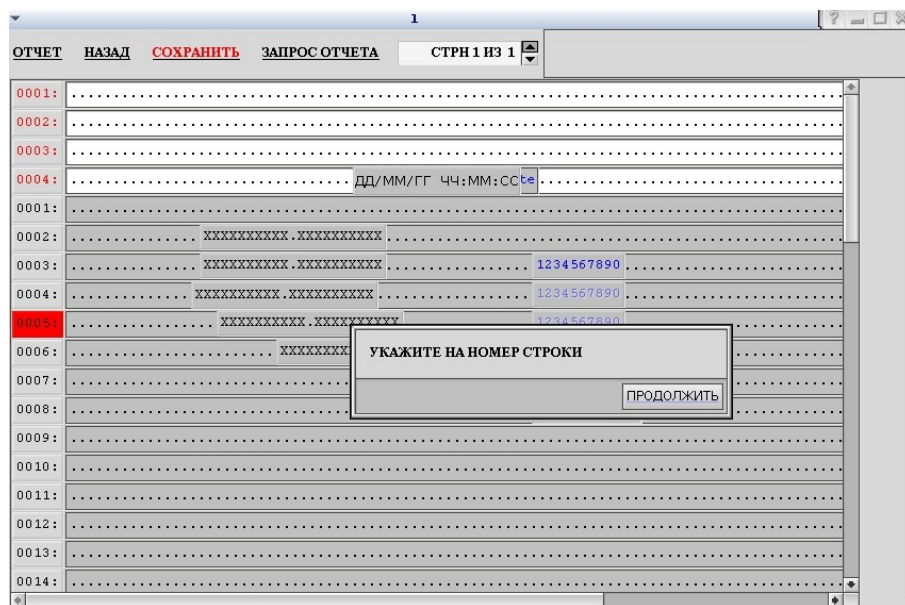 1
ОТЧЕТ НАЗАД СОХРАНИТЬ ЗАПРОС ОТЧЕТА СТРН 1 ИЗ 1
0001: ....................................................................................
0002: ....................................................................................
0003: ....................................................................................
0004: .............................. ДД/ММ/ГГ ЧЧ:ММ:СС te ................................
0001: ....................................................................................
0002: ............... XXXXXXXXXX.XXXXXXXXXX ................................................
0003: ............... XXXXXXXXXX.XXXXXXXXXX ................ 1234567890 .....................
0004: .............. XXXXXXXXXX.XXXXXXXXXX ................. 1234567890 .....................
0005: ................. XXXXXXXXXX.XXXXXXXXXX 1234567890 .....................
0006: ........................ XXXXXXXX
УКАЖИТЕ НА НОМЕР СТРОКИ
ПРОДОЛЖИТЬ
0007: ....................................................................................
0008: ....................................................................................
0009: ....................................................................................
0010: ....................................................................................
0011: ....................................................................................
0012: ....................................................................................
0013: ....................................................................................
0014: ....................................................................................